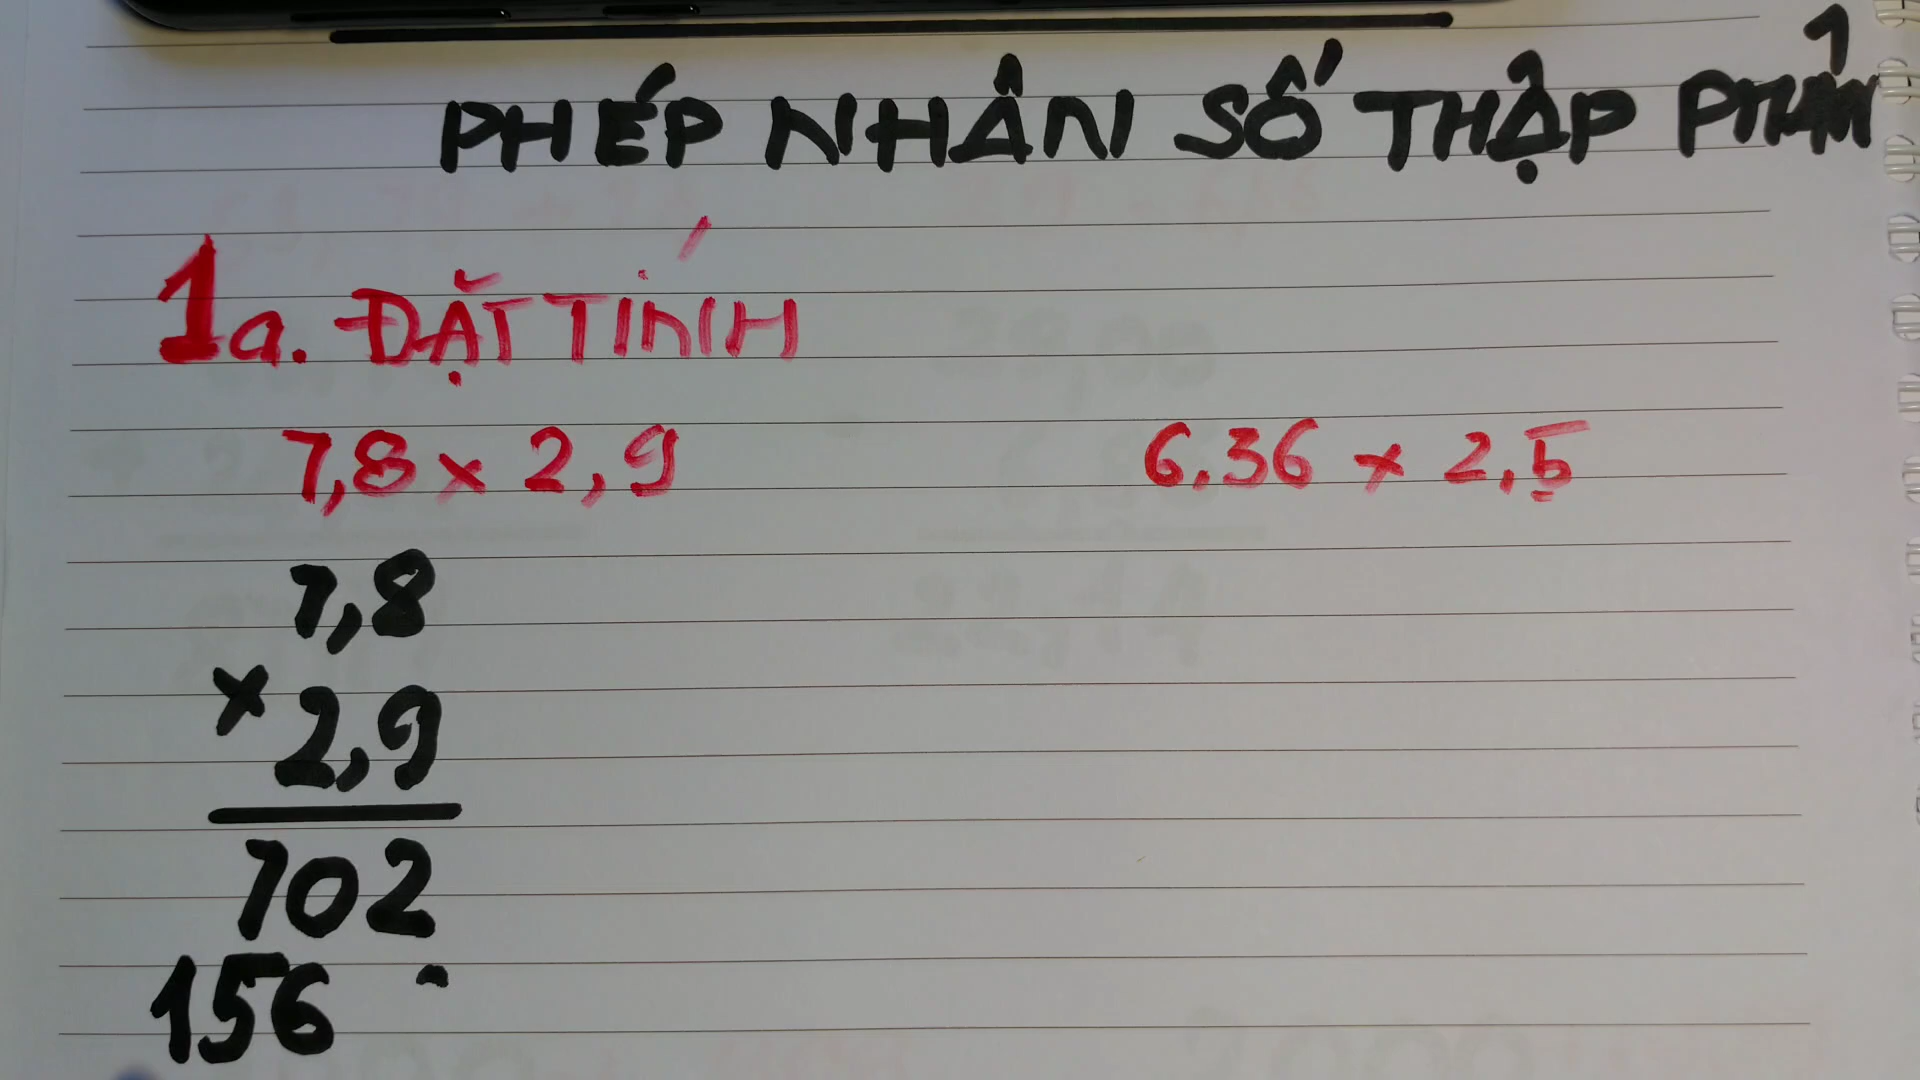 1
PHÉP NHÂN SỐ THẬP PHÂN
1a. ĐẶT TÍNH
7,8 x 2,9 6,36 x 2,5
7,8
x 2,9
702
156